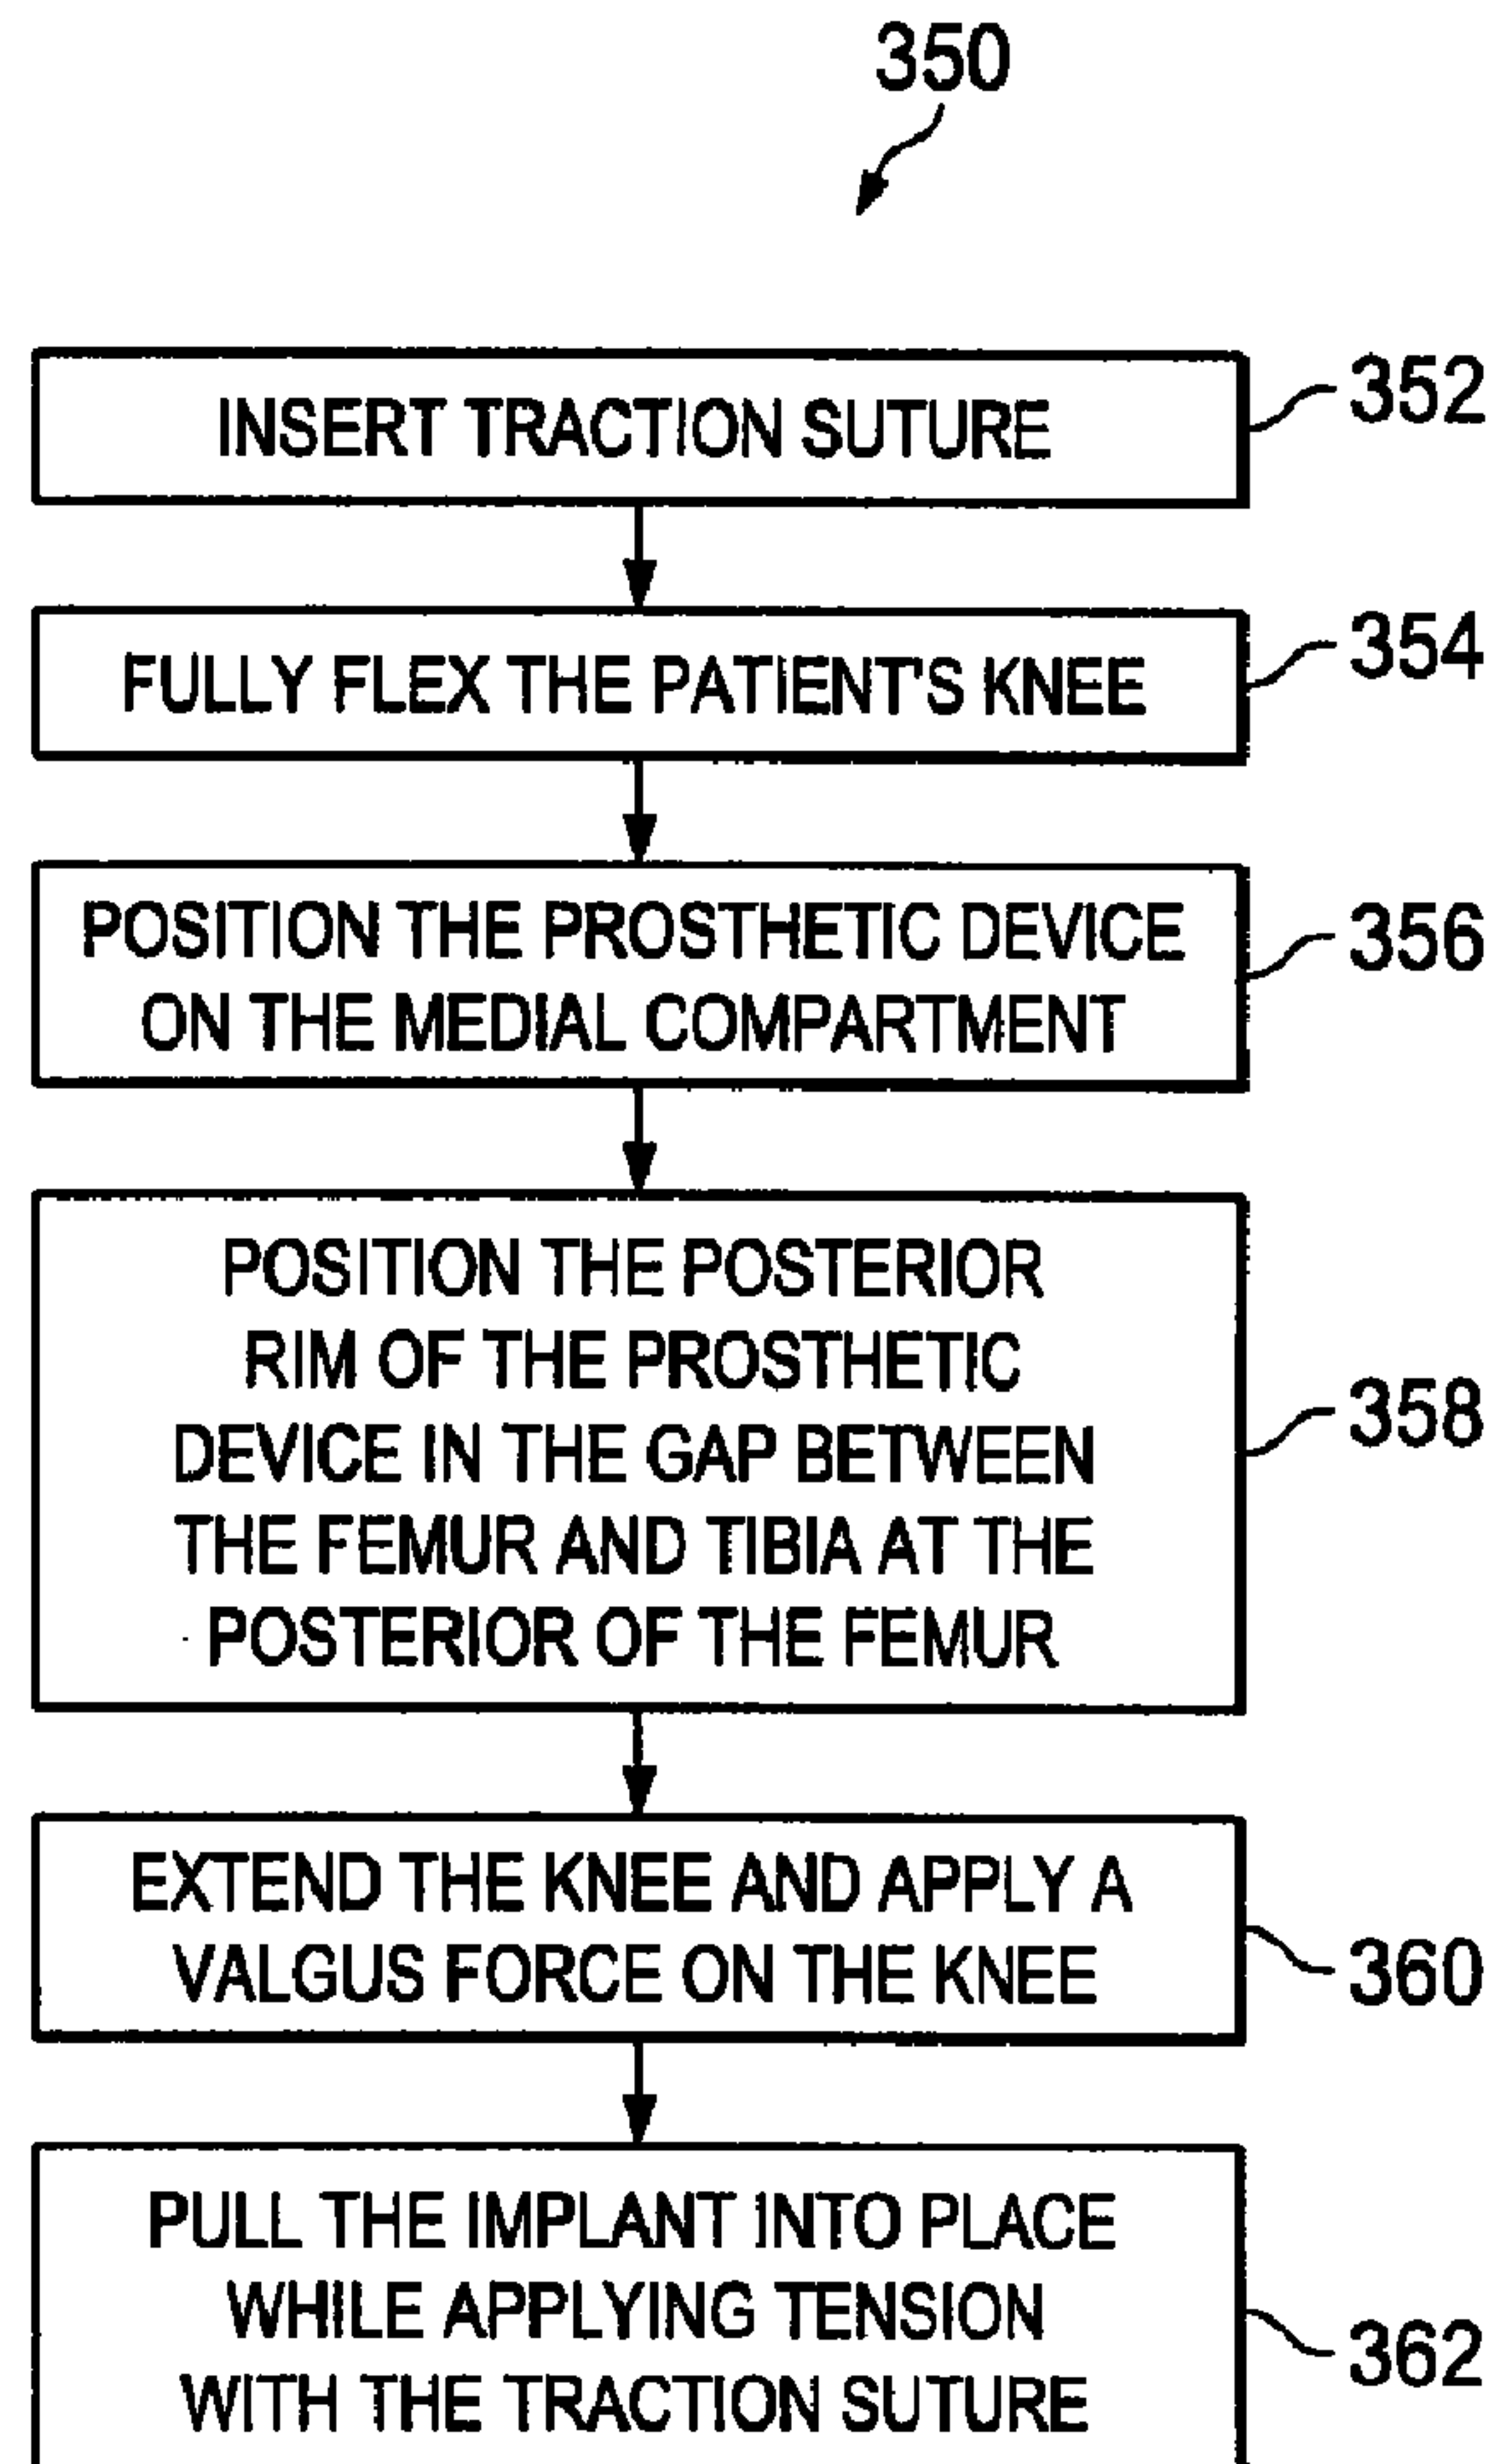 350
INSERT TRACTION SUTURE
352
FULLY FLEX THE PATIENT'S KNEE
354
POSITION THE PROSTHETIC DEVICE
ON THE MEDIAL COMPARTMENT
356
POSITION THE POSTERIOR
RIM OF THE PROSTHETIC
DEVICE IN THE GAP BETWEEN
THE FEMUR AND TIBIA AT THE
POSTERIOR OF THE FEMUR
358
EXTEND THE KNEE AND APPLY A
VALGUS FORCE ON THE KNEE
360
PULL THE IMPLANT INTO PLACE
WHILE APPLYING TENSION
WITH THE TRACTION SUTURE
362